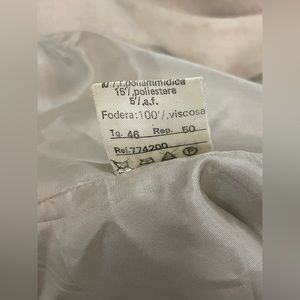 poliammidica
15%poliestere
5%a.f.
Fodera:100%viscosa
Tg. 46 Rep. 50
Rel.774200